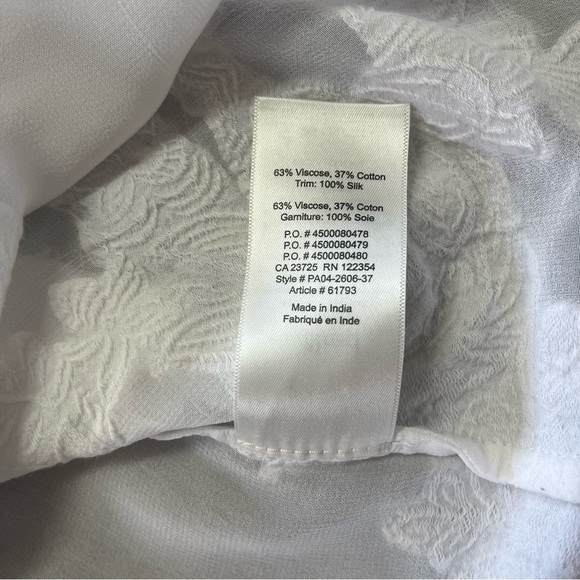 63% Viscose, 37% Cotton
Trim: 100% Silk
63% Viscose, 37% Coton
Garniture: 100% Soie
P.O. # 4500080478
P.O. # 4500080479
P.O. # 4500080480
CA 23725 RN 122354
Style # PA04-2606-37
Article # 61793
Made in India
Fabriqué en Inde